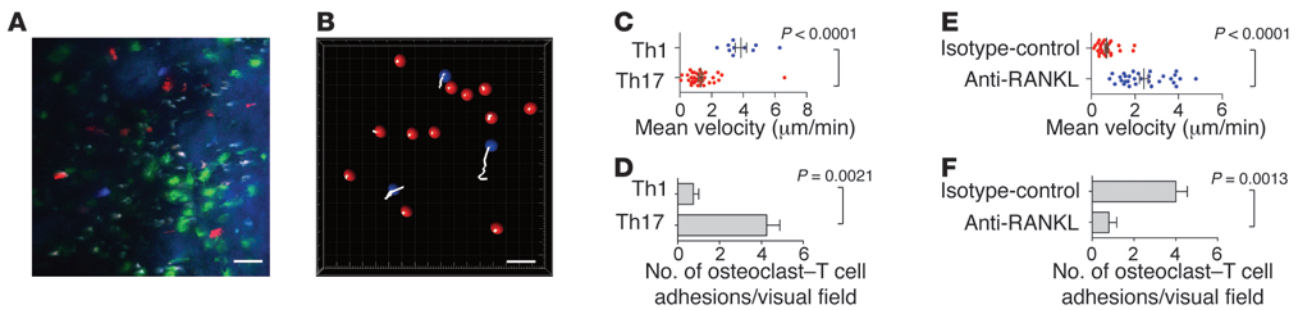 A
B
C
P < 0.0001
Th1
Th17
0 2 4 6 8
Mean velocity (μm/min)
D
P = 0.0021
Th1
Th17
0 2 4 6
No. of osteoclast–T cell
adhesions/visual field
E
P < 0.0001
Isotype-control
Anti-RANKL
0 2 4 6
Mean velocity (μm/min)
F
P = 0.0013
Isotype-control
Anti-RANKL
0 2 4 6
No. of osteoclast–T cell
adhesions/visual field